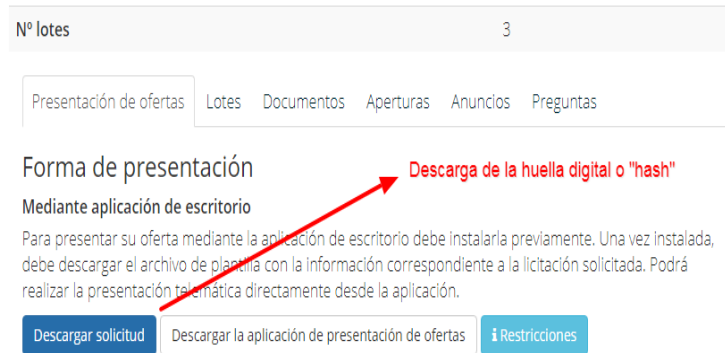 Nº lotes 3
Presentación de ofertas Lotes Documentos Aperturas Anuncios Preguntas
Forma de presentación
Descarga de la huella digital o "hash"
Mediante aplicación de escritorio
Para presentar su oferta mediante la aplicación de escritorio debe instalarla previamente. Una vez instalada,
debe descargar el archivo de plantilla con la información correspondiente a la licitación solicitada. Podrá
realizar la presentación telemática directamente desde la aplicación.
Descargar solicitud Descargar la aplicación de presentación de ofertas i Restricciones